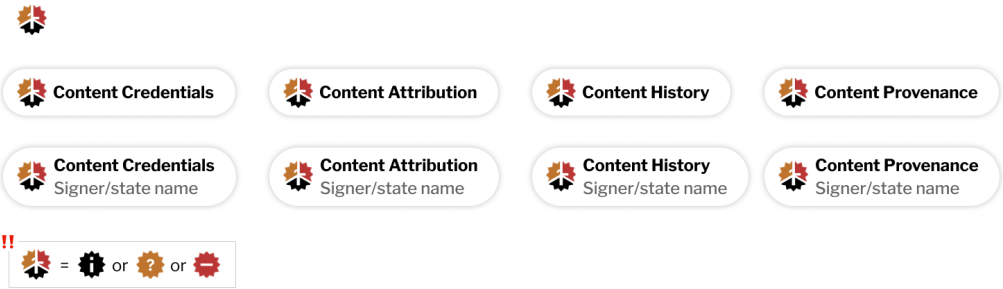 Content Credentials
Content Attribution
Content History
Content Provenance
Content Credentials
Signer/state name
Content Attribution
Signer/state name
Content History
Signer/state name
Content Provenance
Signer/state name
!!
= i or ? or −